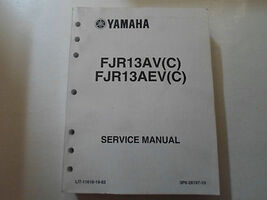 YAMAHA
FJR13AV(C)
FJR13AEV(C)
SERVICE MANUAL